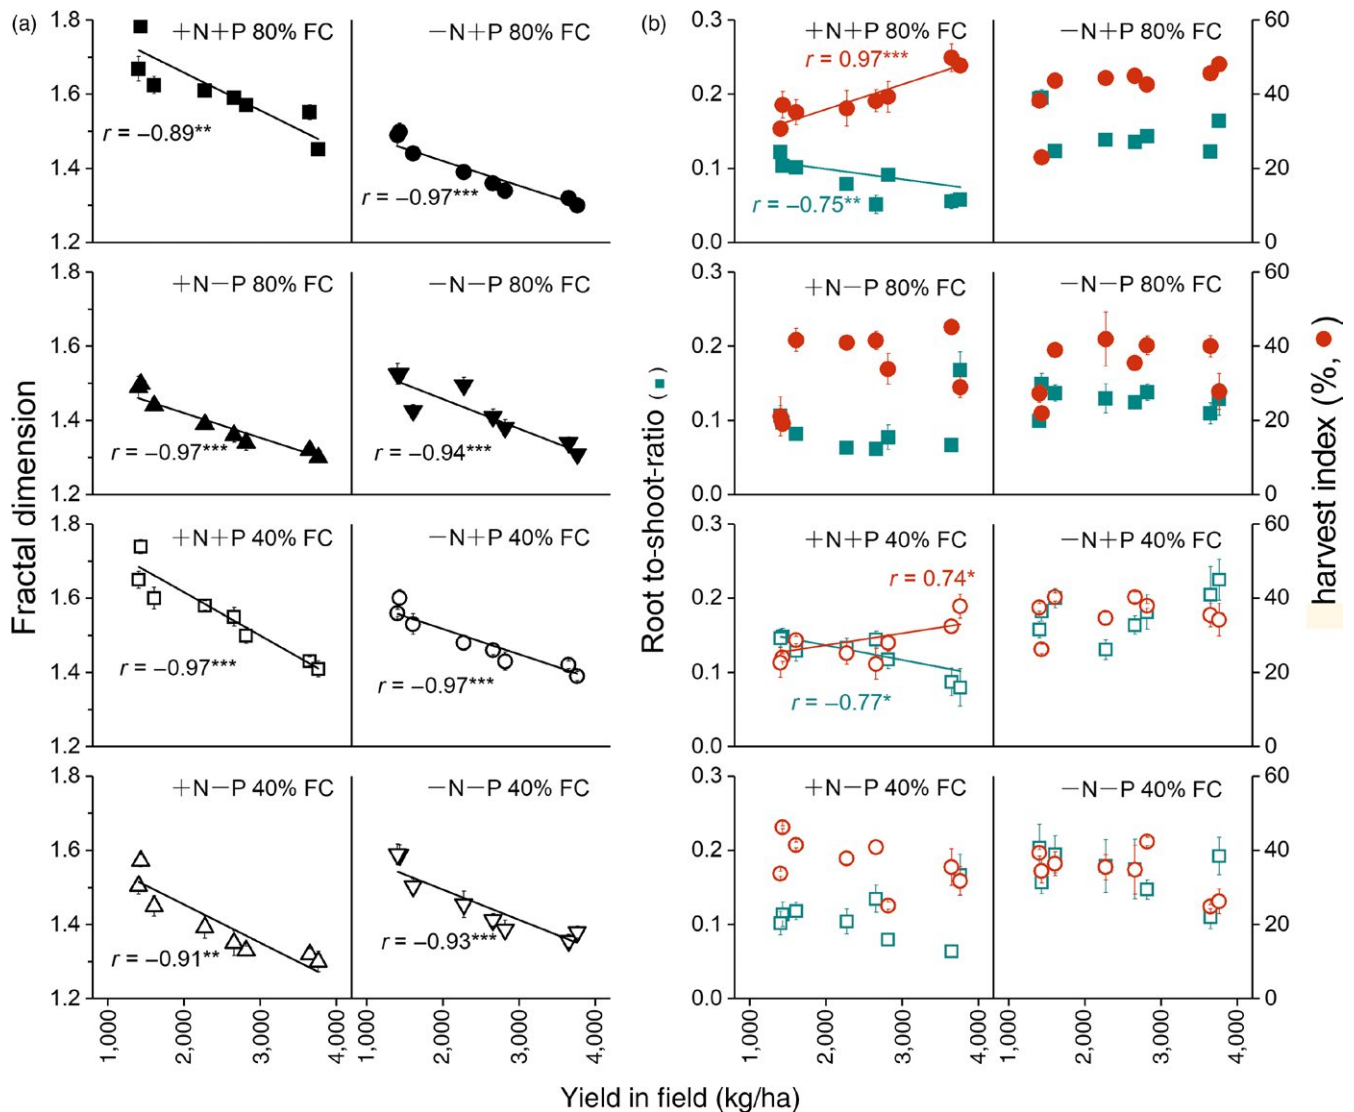 (a)
1.8
1.6
1.4
1.2
+N+P 80% FC
r = −0.89**
−N+P 80% FC
r = −0.97***
1.8
1.6
1.4
1.2
+N−P 80% FC
r = −0.97***
−N−P 80% FC
r = −0.94***
1.8
1.6
1.4
1.2
+N+P 40% FC
r = −0.97***
−N+P 40% FC
r = −0.97***
1.8
1.6
1.4
1.2
+N−P 40% FC
r = −0.91**
−N−P 40% FC
r = −0.93***
1,000
2,000
3,000
4,000
1,000
2,000
3,000
4,000
Fractal dimension
(b)
0.3
0.2
0.1
0.0
+N+P 80% FC
r = 0.97***
r = −0.75**
−N+P 80% FC
60
40
20
0
0.3
0.2
0.1
0.0
+N−P 80% FC
−N−P 80% FC
60
40
20
0
0.3
0.2
0.1
0.0
+N+P 40% FC
r = 0.74*
r = −0.77*
−N+P 40% FC
60
40
20
0
0.3
0.2
0.1
0.0
+N−P 40% FC
−N−P 40% FC
60
40
20
0
1,000
2,000
3,000
4,000
1,000
2,000
3,000
4,000
Root to-shoot-ratio (■)
harvest index (%, ●)
Yield in field (kg/ha)